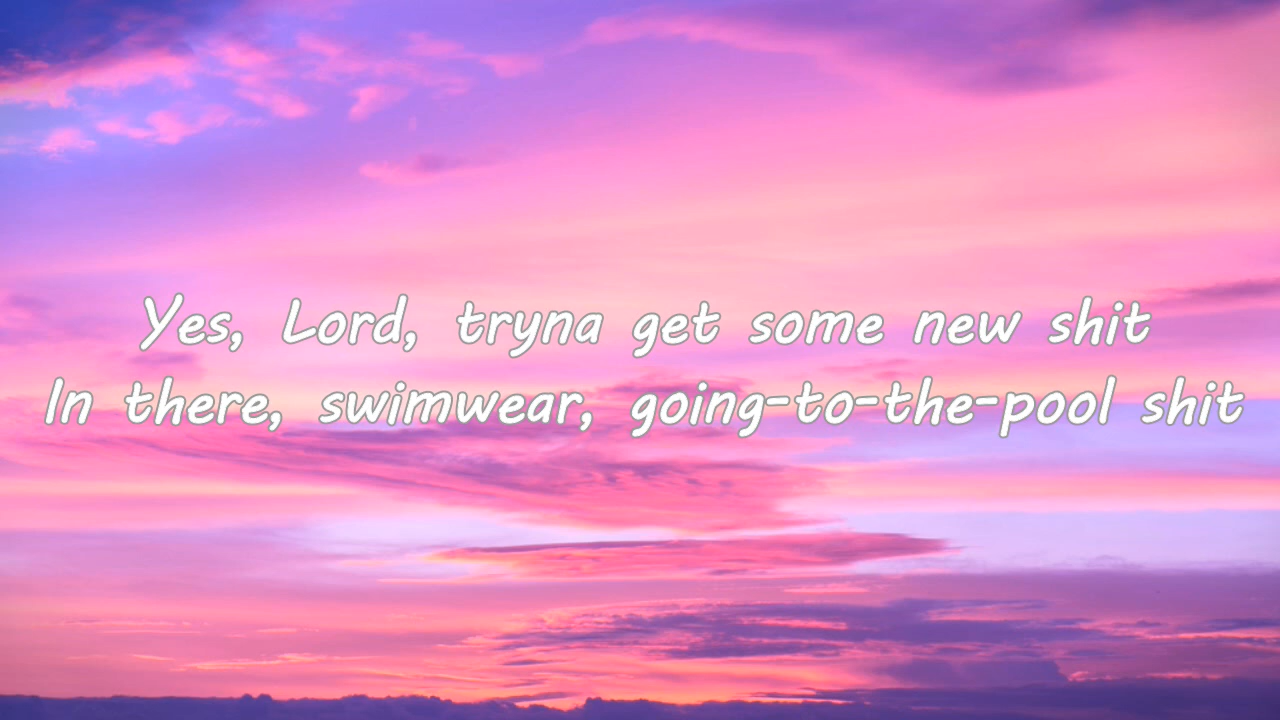 Yes, Lord, tryna get some new shit
In there, swimwear, going-to-the-pool shit